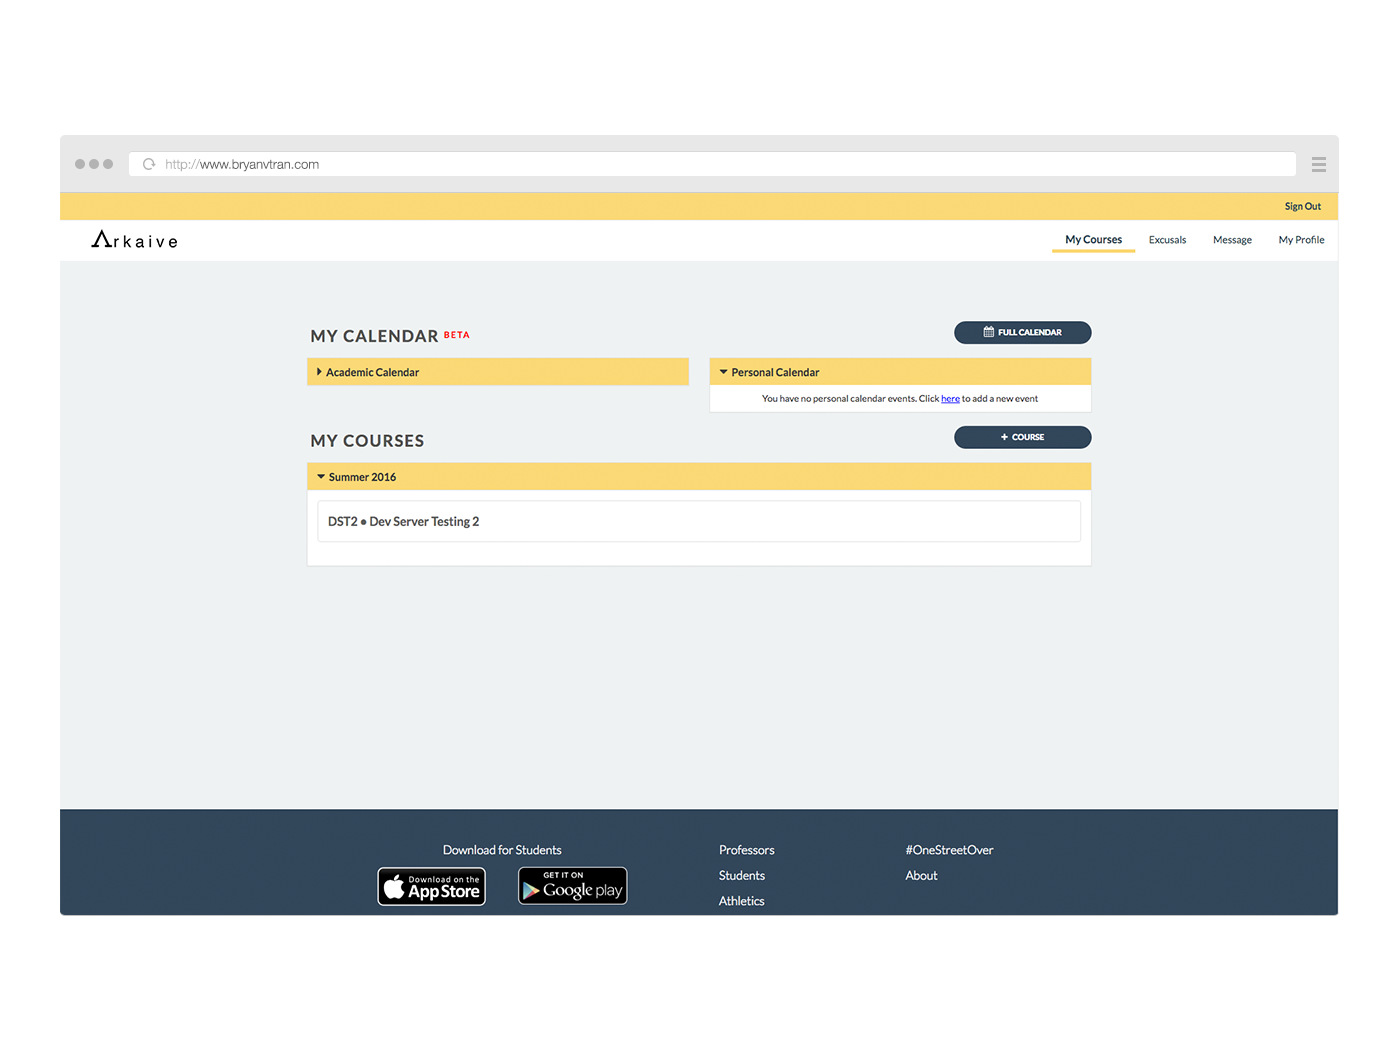 http://www.bryanvtran.com
Sign Out
Arkaive
My Courses Excusals Message My Profile
MY CALENDAR BETA
FULL CALENDAR
Academic Calendar
Personal Calendar
You have no personal calendar events. Click here to add a new event
MY COURSES
+ COURSE
Summer 2016
DST2 • Dev Server Testing 2
Download for Students
Download on the
App Store
GET IT ON
Google play
Professors
Students
Athletics
#OneStreetOver
About